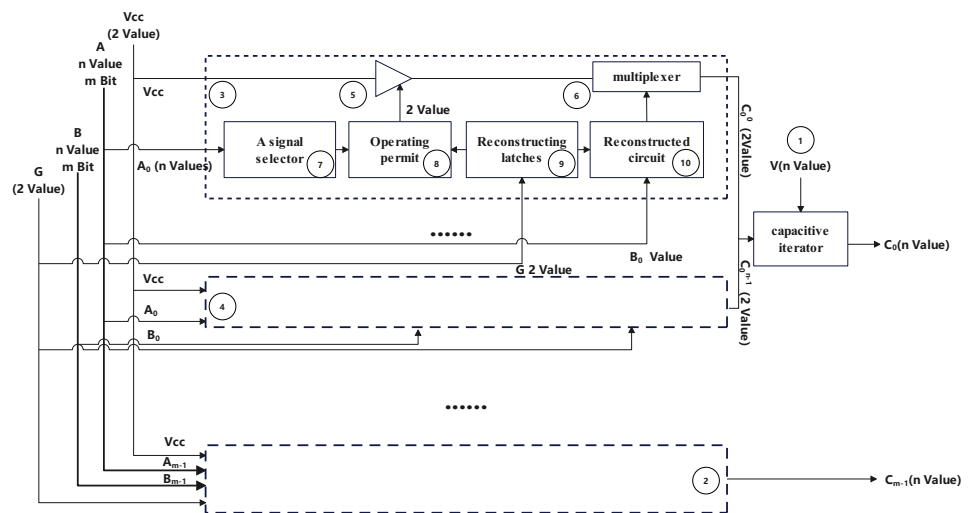 Vcc
(2 Value)
A
n Value
m Bit
B
n Value
m Bit
G
(2 Value)
Vcc
3
5
6
multiplexer
2 Value
A₀ (n Values)
A signal
selector
7
Operating
permit
8
Reconstructing
latches
9
Reconstructed
circuit
10
C₀⁰ (2Value)
1
V(n Value)
capacitive
iterator
C₀(n Value)
......
B₀ Value
G 2 Value
C₀ⁿ⁻¹ (2 Value)
Vcc
4
A₀
B₀
......
Vcc
Aₘ₋₁
Bₘ₋₁
2
Cₘ₋₁(n Value)